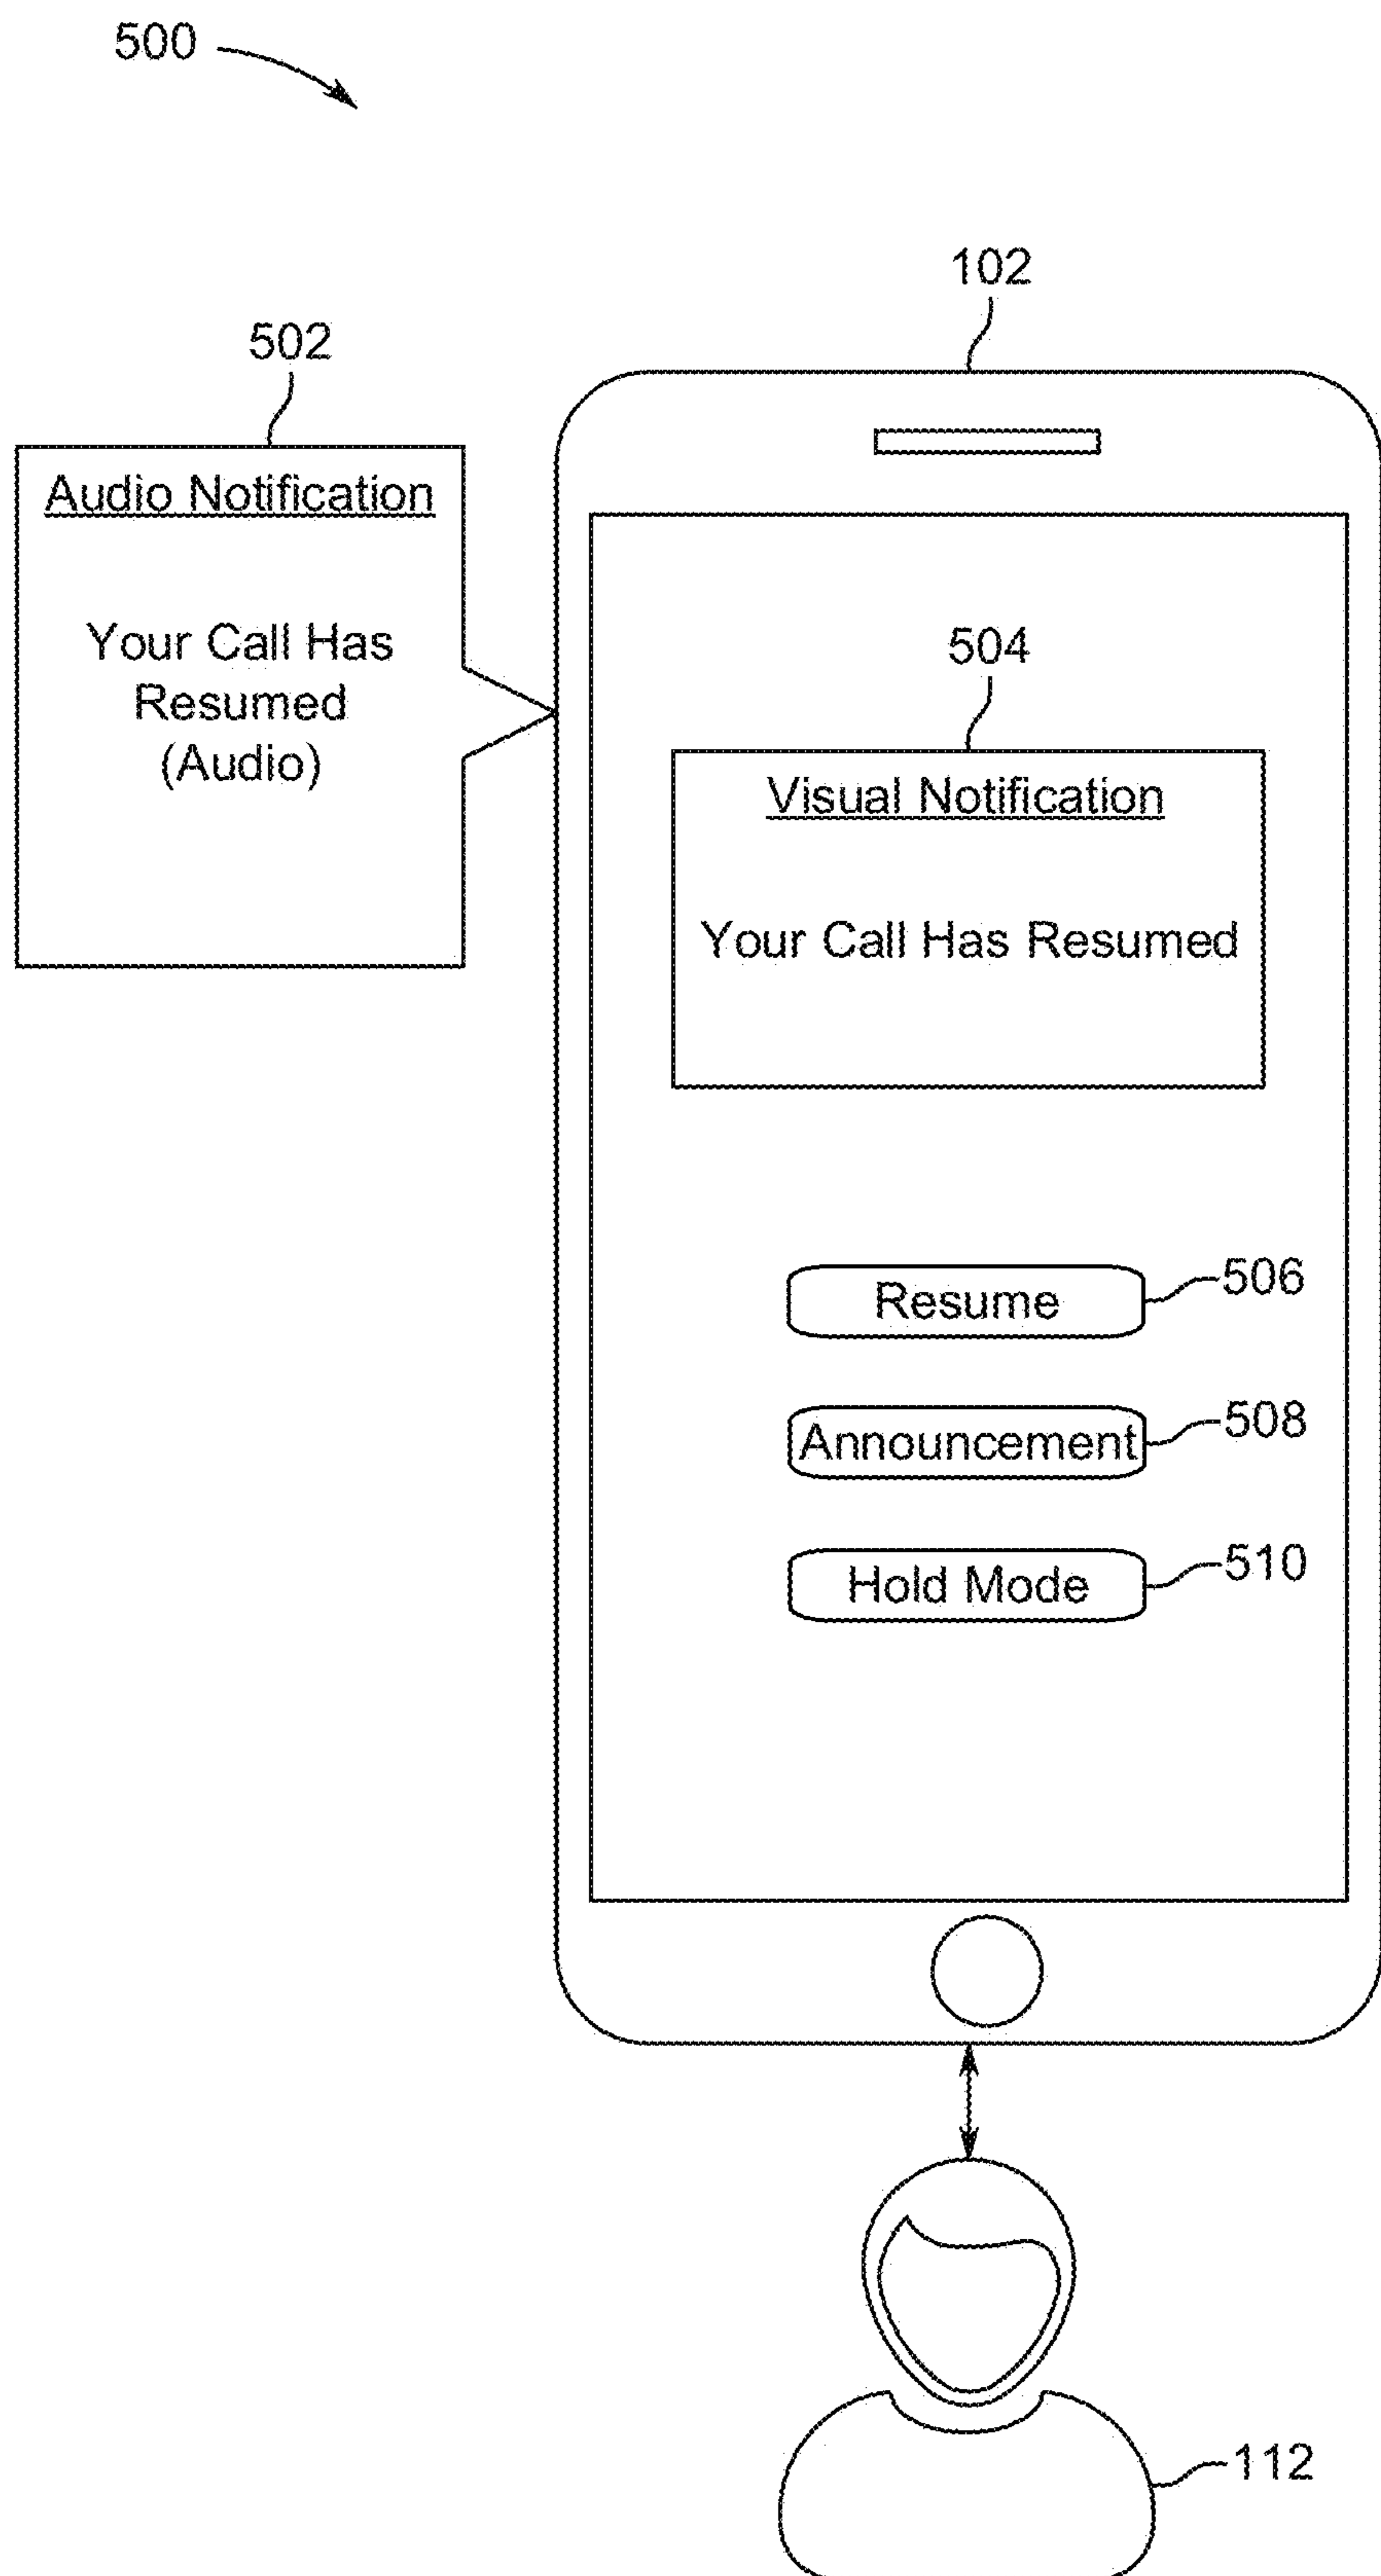 500
102
502
Audio Notification
Your Call Has
Resumed
(Audio)
504
Visual Notification
Your Call Has Resumed
Resume
506
Announcement
508
Hold Mode
510
112